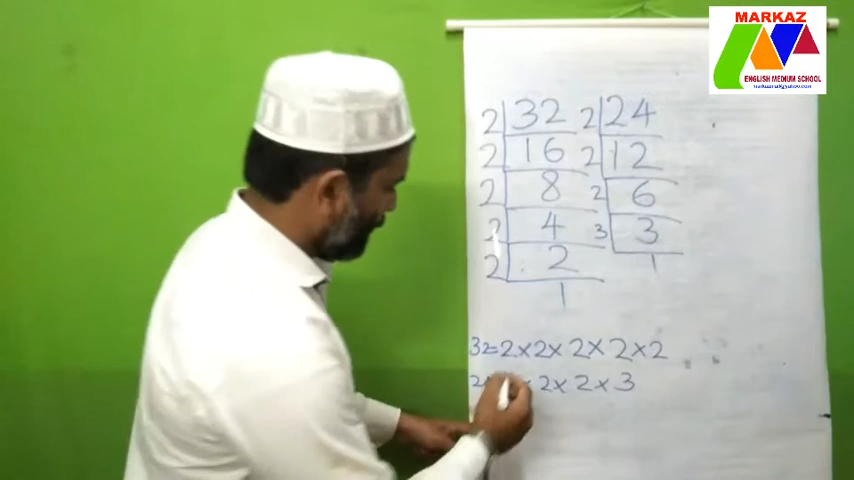 MARKAZ
ENGLISH MEDIUM SCHOOL
2 32 2 24
2 16 2 12
2 8 2 6
2 4 3 3
2 2 1
1
32=2×2×2×2×2
2×2×3